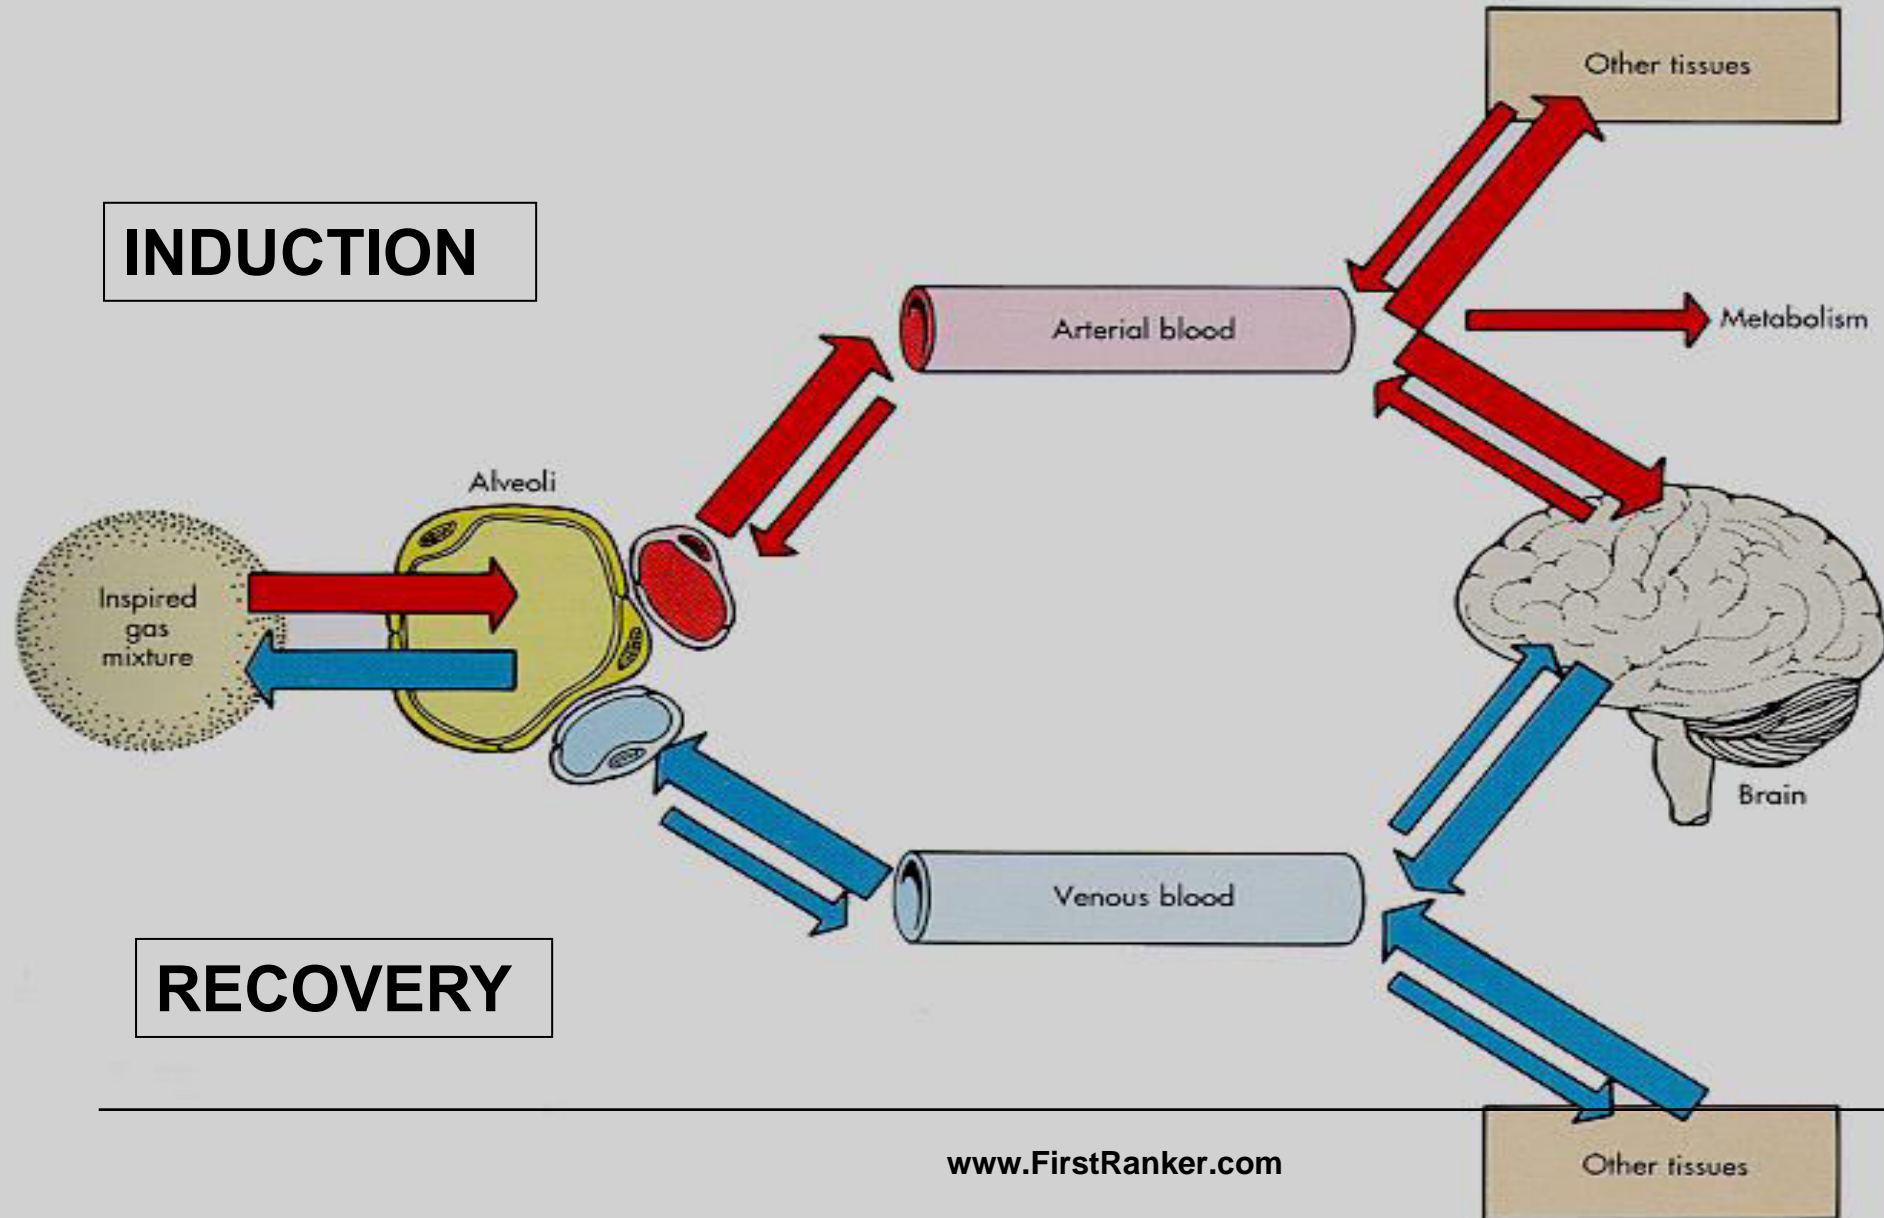 Other tissues
INDUCTION
Arterial blood
Metabolism
Alveoli
Inspired
gas
mixture
Brain
Venous blood
RECOVERY
www.FirstRanker.com
Other tissues